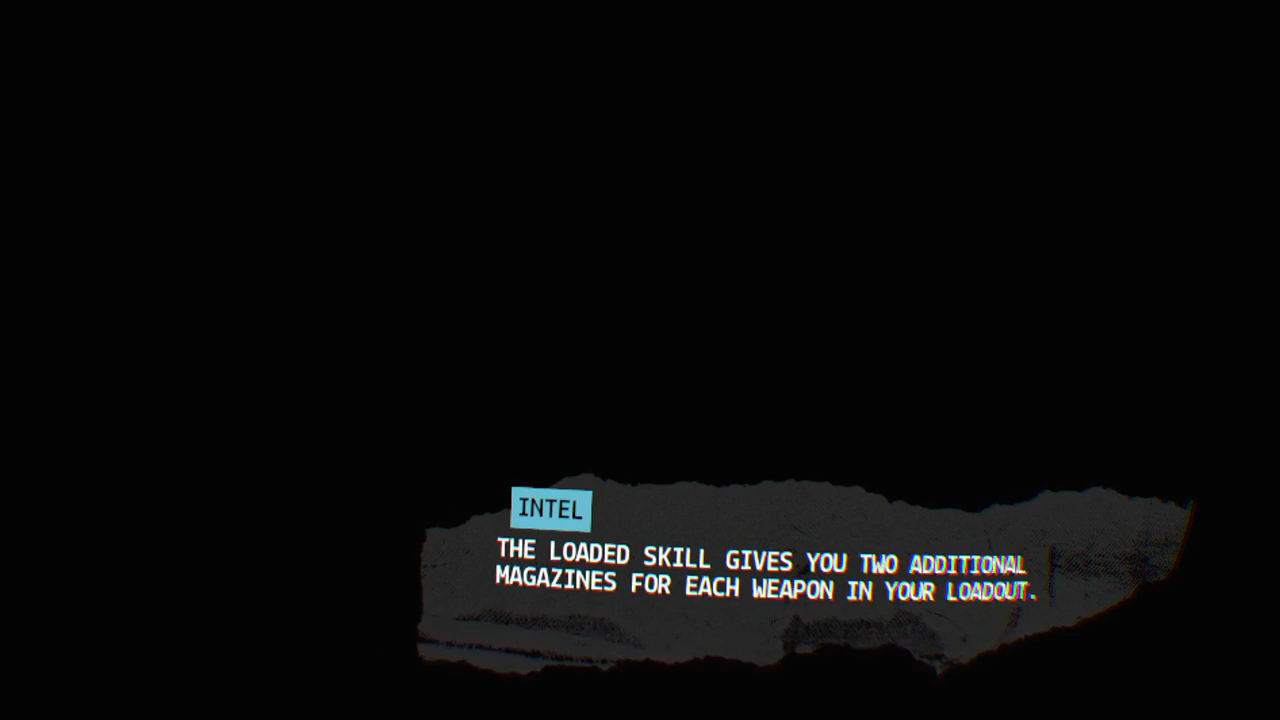 INTEL
THE LOADED SKILL GIVES YOU TWO ADDITIONAL
MAGAZINES FOR EACH WEAPON IN YOUR LOADOUT.